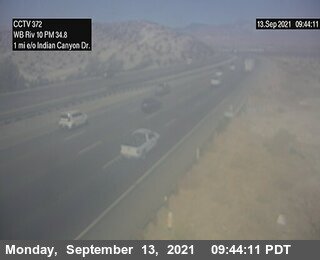 CCTV 372
WB Riv 10 PM 34.8
1 mi e/o Indian Canyon Dr.
13.Sep 2021 09:44:11
Monday, September 13, 2021 09:44:11 PDT